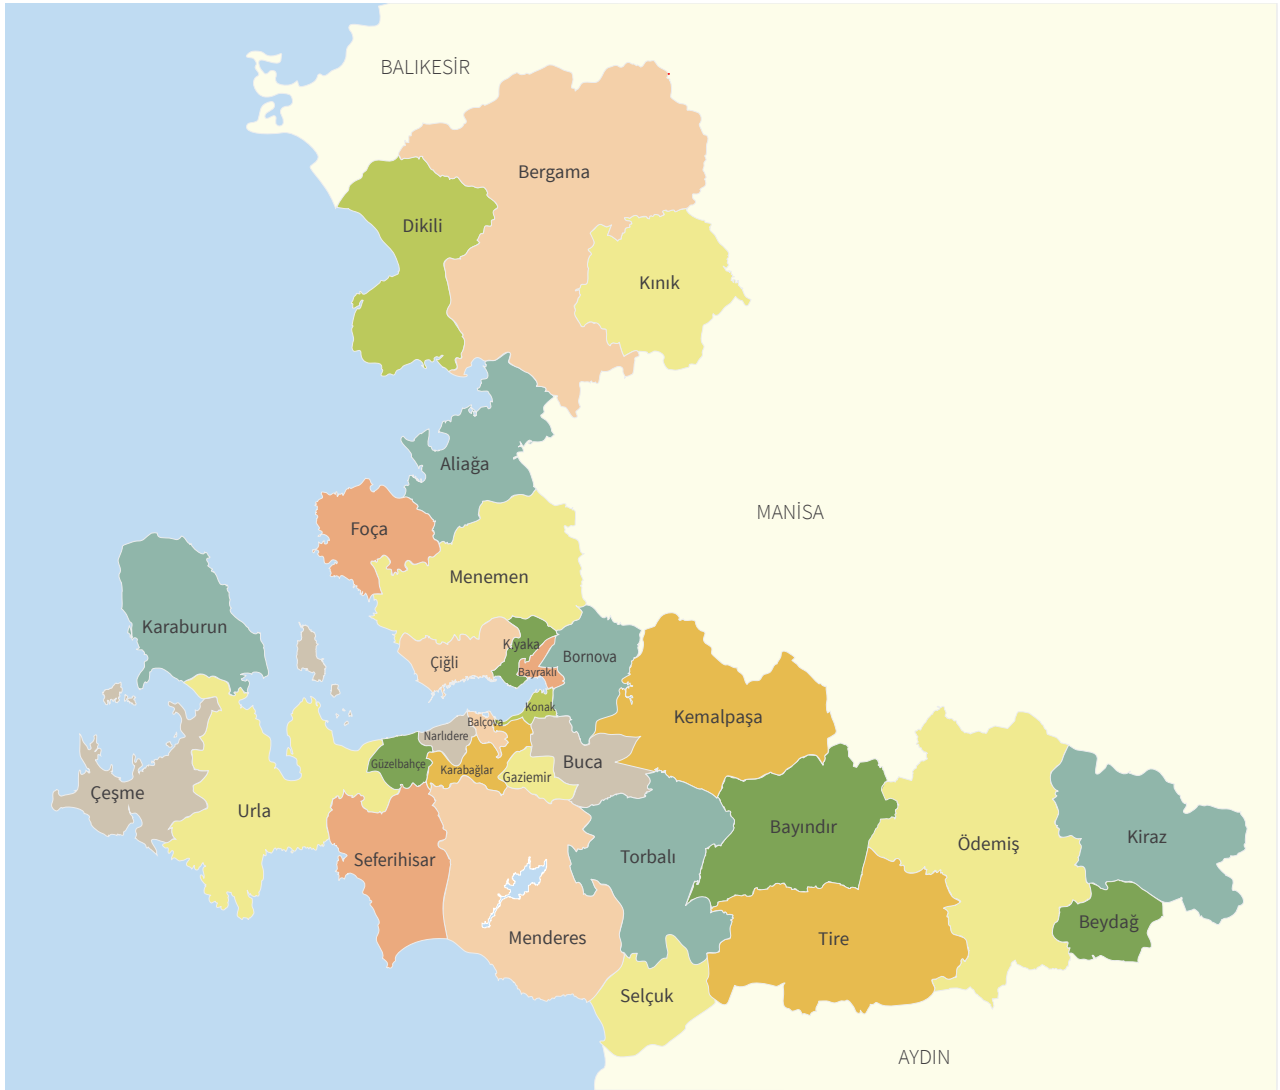 BALIKESİR
Bergama
Dikili
Kınık
Aliağa
MANİSA
Foça
Menemen
Karaburun
K.yaka
Bornova
Çiğli
Bayraklı
Konak
Kemalpaşa
Balçova
Narlıdere
Buca
Güzelbahçe
Karabağlar
Gaziemir
Çeşme
Urla
Bayındır
Kiraz
Ödemiş
Torbalı
Seferihisar
Beydağ
Menderes
Tire
Selçuk
AYDIN